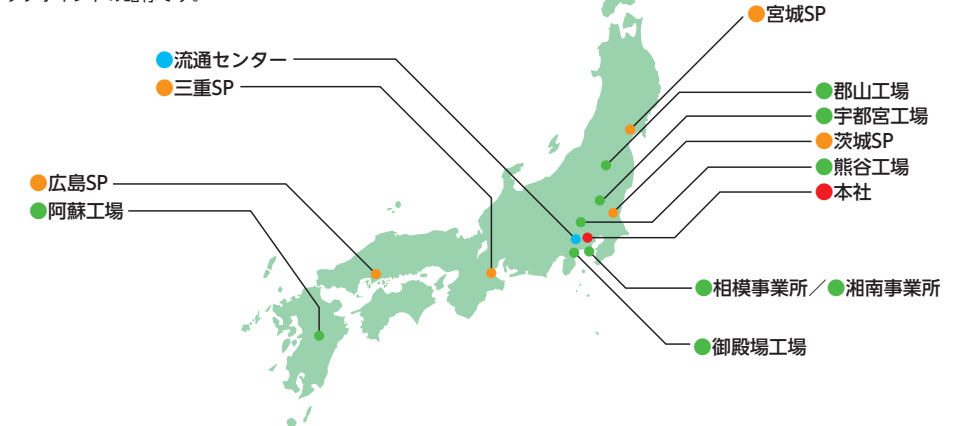 宮城SP
流通センター
三重SP
郡山工場
宇都宮工場
茨城SP
熊谷工場
本社
広島SP
阿蘇工場
相模事業所／湘南事業所
御殿場工場